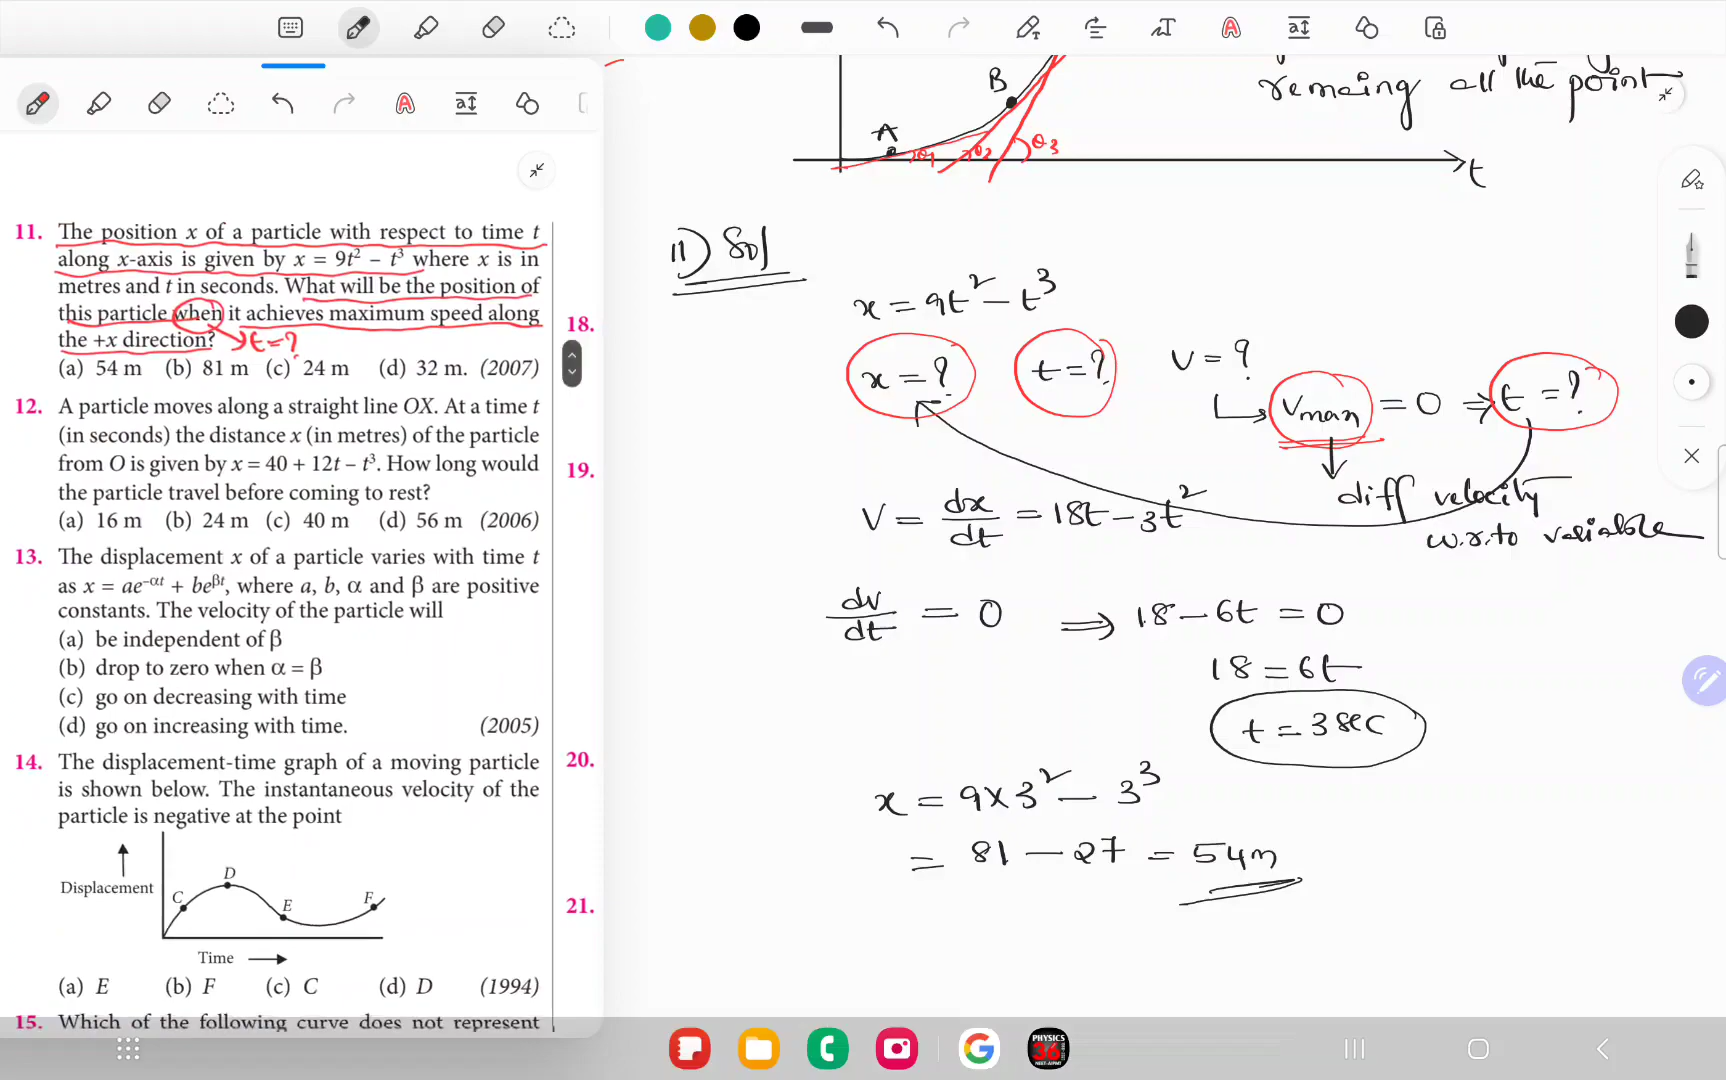 11. The position x of a particle with respect to time t
along x-axis is given by x = 9t² – t³ where x is in
metres and t in seconds. What will be the position of
this particle when it achieves maximum speed along
the +x direction? t=?
(a) 54 m (b) 81 m (c) 24 m (d) 32 m. (2007)
12. A particle moves along a straight line OX. At a time t
(in seconds) the distance x (in metres) of the particle
from O is given by x = 40 + 12t – t³. How long would
the particle travel before coming to rest?
(a) 16 m (b) 24 m (c) 40 m (d) 56 m (2006)
13. The displacement x of a particle varies with time t
as x = ae^{-αt} + be^{βt}, where a, b, α and β are positive
constants. The velocity of the particle will
(a) be independent of β
(b) drop to zero when α = β
(c) go on decreasing with time
(d) go on increasing with time. (2005)
14. The displacement-time graph of a moving particle
is shown below. The instantaneous velocity of the
particle is negative at the point
Displacement
C
D
E
F
Time
(a) E (b) F (c) C (d) D (1994)
15. Which of the following curve does not represent
18.
19.
20.
21.
B
A
θ1 θ2 θ3
t
remaing all the point
11) Sol
x = 9t² – t³
x = ? t = ? v = ?
vmax = 0 ⇒ t = ?
diff velocity
w.r.to variable
V = dx/dt = 18t – 3t²
dv/dt = 0 ⟹ 18 – 6t = 0
18 = 6t
t = 3 sec
x = 9×3² – 3³
= 81 – 27 = 54m
PHYSICS
36